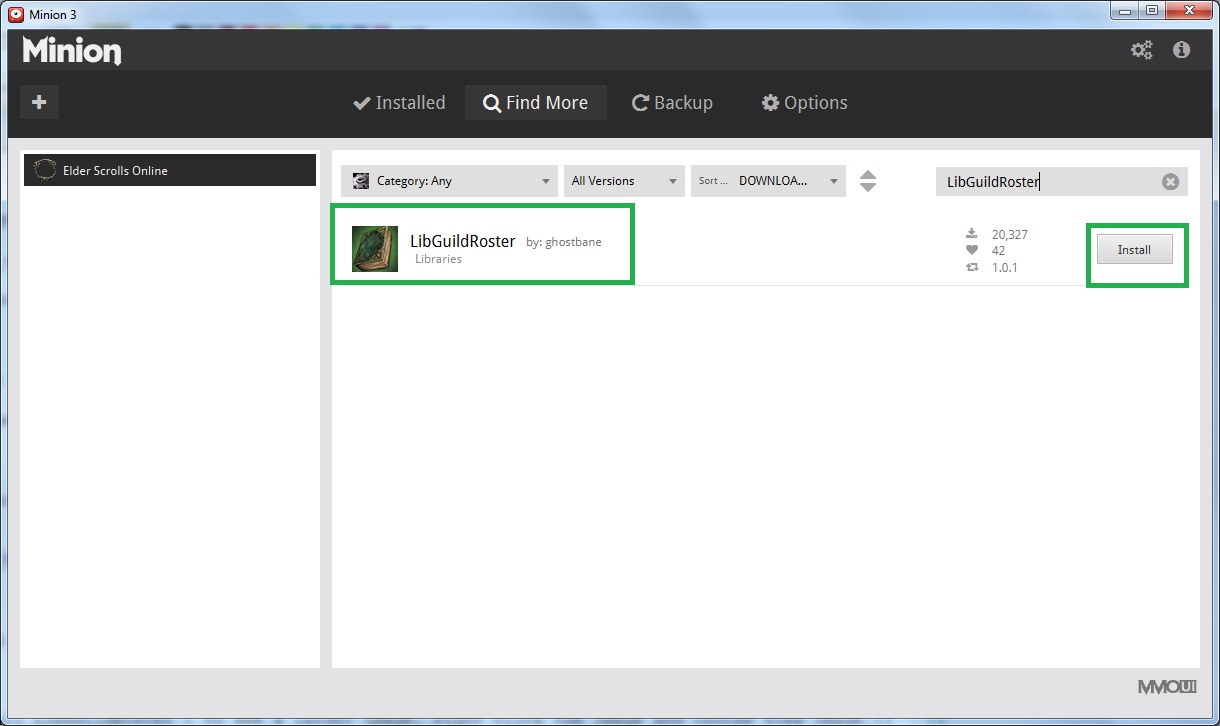 Minion 3
Minion
Installed
Find More
Backup
Options
Elder Scrolls Online
Category: Any
All Versions
Sort ... DOWNLOA...
LibGuildRoster
LibGuildRoster by: ghostbane
Libraries
20,327
42
1.0.1
Install
MMOUI